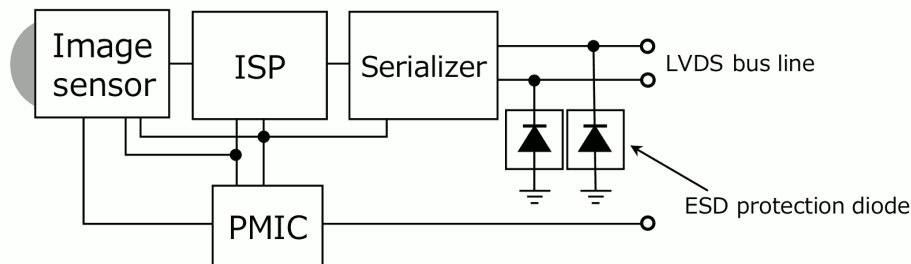 Image
sensor
ISP
Serializer
LVDS bus line
ESD protection diode
PMIC